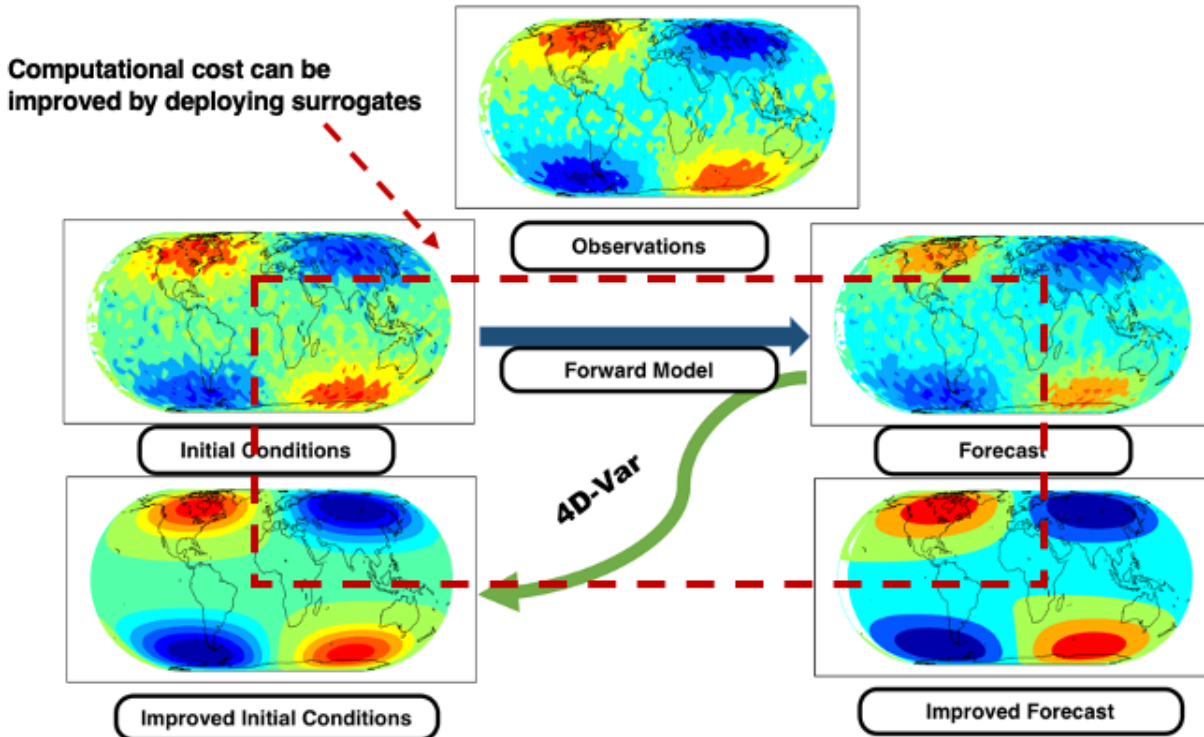 Computational cost can be
improved by deploying surrogates
Observations
Forward Model
Initial Conditions
Forecast
4D-Var
Improved Initial Conditions
Improved Forecast